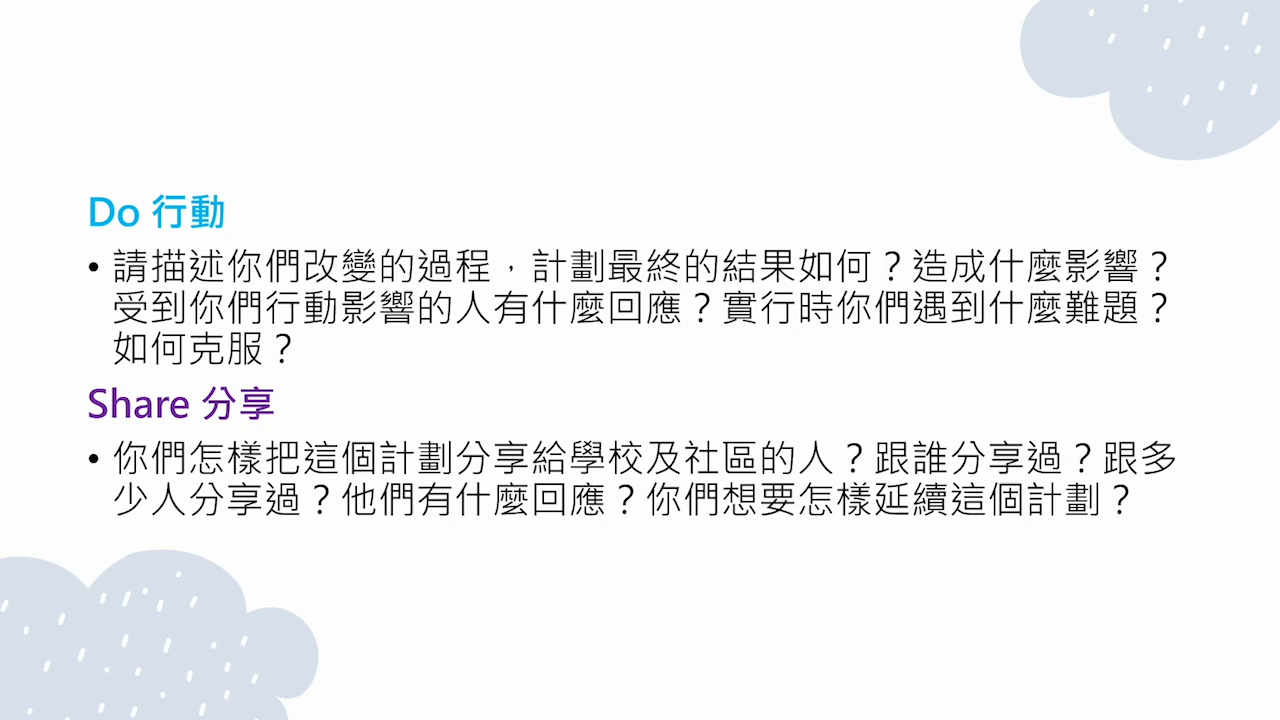 Do 行動
• 請描述你們改變的過程，計劃最終的結果如何？造成什麼影響？
受到你們行動影響的人有什麼回應？實行時你們遇到什麼難題？
如何克服？
Share 分享
• 你們怎樣把這個計劃分享給學校及社區的人？跟誰分享過？跟多
少人分享過？他們有什麼回應？你們想要怎樣延續這個計劃？